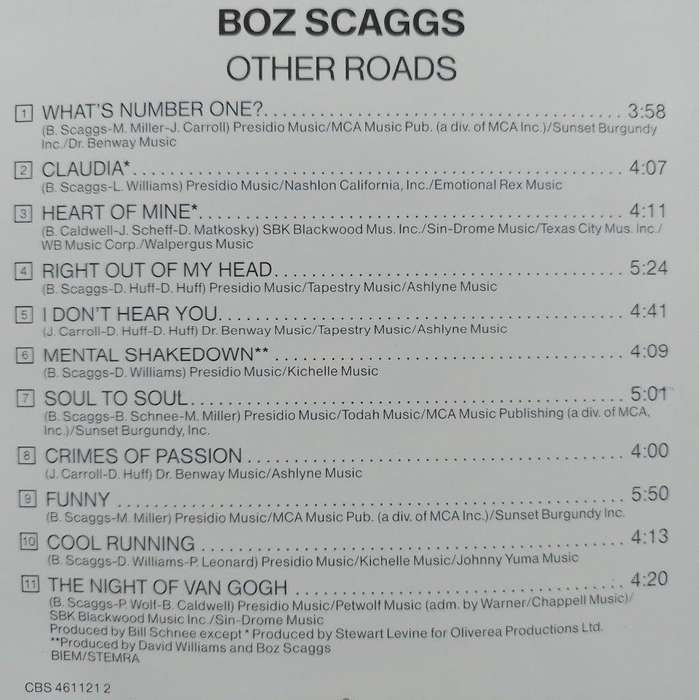 BOZ SCAGGS
OTHER ROADS
1 WHAT'S NUMBER ONE?..................................... 3:58
(B. Scaggs-M. Miller-J. Carroll) Presidio Music/MCA Music Pub. (a div. of MCA Inc.)/Sunset Burgundy
Inc./Dr. Benway Music
2 CLAUDIA*.................................................. 4:07
(B. Scaggs-L. Williams) Presidio Music/Nashlon California, Inc./Emotional Rex Music
3 HEART OF MINE*........................................... 4:11
(B. Caldwell-J. Scheff-D. Matkosky) SBK Blackwood Mus. Inc./Sin-Drome Music/Texas City Mus. Inc./
WB Music Corp./Walpergus Music
4 RIGHT OUT OF MY HEAD................................... 5:24
(B. Scaggs-D. Huff-D. Huff) Presidio Music/Tapestry Music/Ashlyne Music
5 I DON'T HEAR YOU......................................... 4:41
(J. Carroll-D. Huff-D. Huff) Dr. Benway Music/Tapestry Music/Ashlyne Music
6 MENTAL SHAKEDOWN** ................................... 4:09
(B. Scaggs-D. Williams) Presidio Music/Kichelle Music
7 SOUL TO SOUL............................................ 5:01
(B. Scaggs-B. Schnee-M. Miller) Presidio Music/Todah Music/MCA Music Publishing (a div. of MCA,
Inc.)/Sunset Burgundy, Inc.
8 CRIMES OF PASSION ...................................... 4:00
(J. Carroll-D. Huff) Dr. Benway Music/Ashlyne Music
9 FUNNY ................................................... 5:50
(B. Scaggs-M. Miller) Presidio Music/MCA Music Pub. (a div. of MCA Inc.)/Sunset Burgundy Inc.
10 COOL RUNNING .......................................... 4:13
(B. Scaggs-D. Williams-P. Leonard) Presidio Music/Kichelle Music/Johnny Yuma Music
11 THE NIGHT OF VAN GOGH ................................. 4:20
(B. Scaggs-P. Wolf-B. Caldwell) Presidio Music/Petwolf Music (adm. by Warner/Chappell Music)/
SBK Blackwood Music Inc./Sin-Drome Music
Produced by Bill Schnee except * Produced by Stewart Levine for Oliverea Productions Ltd.
**Produced by David Williams and Boz Scaggs
BIEM/STEMRA
CBS 461121 2